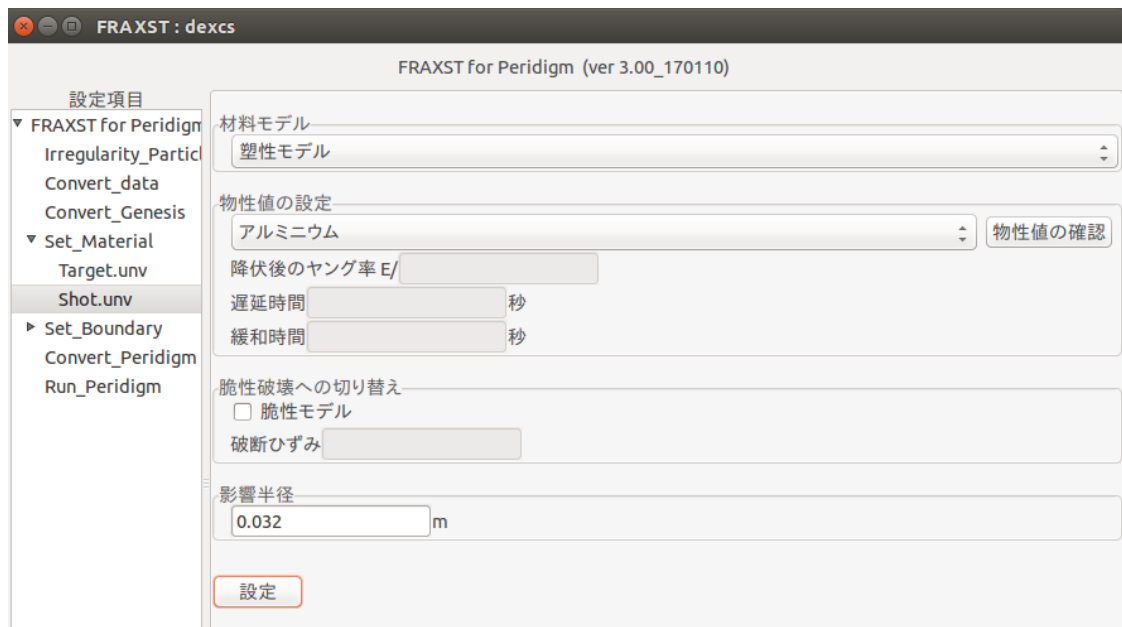 FRAXST : dexcs
FRAXST for Peridigm (ver 3.00_170110)
設定項目
FRAXST for Peridigm
Irregularity_Particl
Convert_data
Convert_Genesis
Set_Material
Target.unv
Shot.unv
Set_Boundary
Convert_Peridigm
Run_Peridigm
材料モデル
塑性モデル
物性値の設定
アルミニウム 物性値の確認
降伏後のヤング率 E/
遅延時間 秒
緩和時間 秒
脆性破壊への切り替え
脆性モデル
破断ひずみ
影響半径
0.032 m
設定